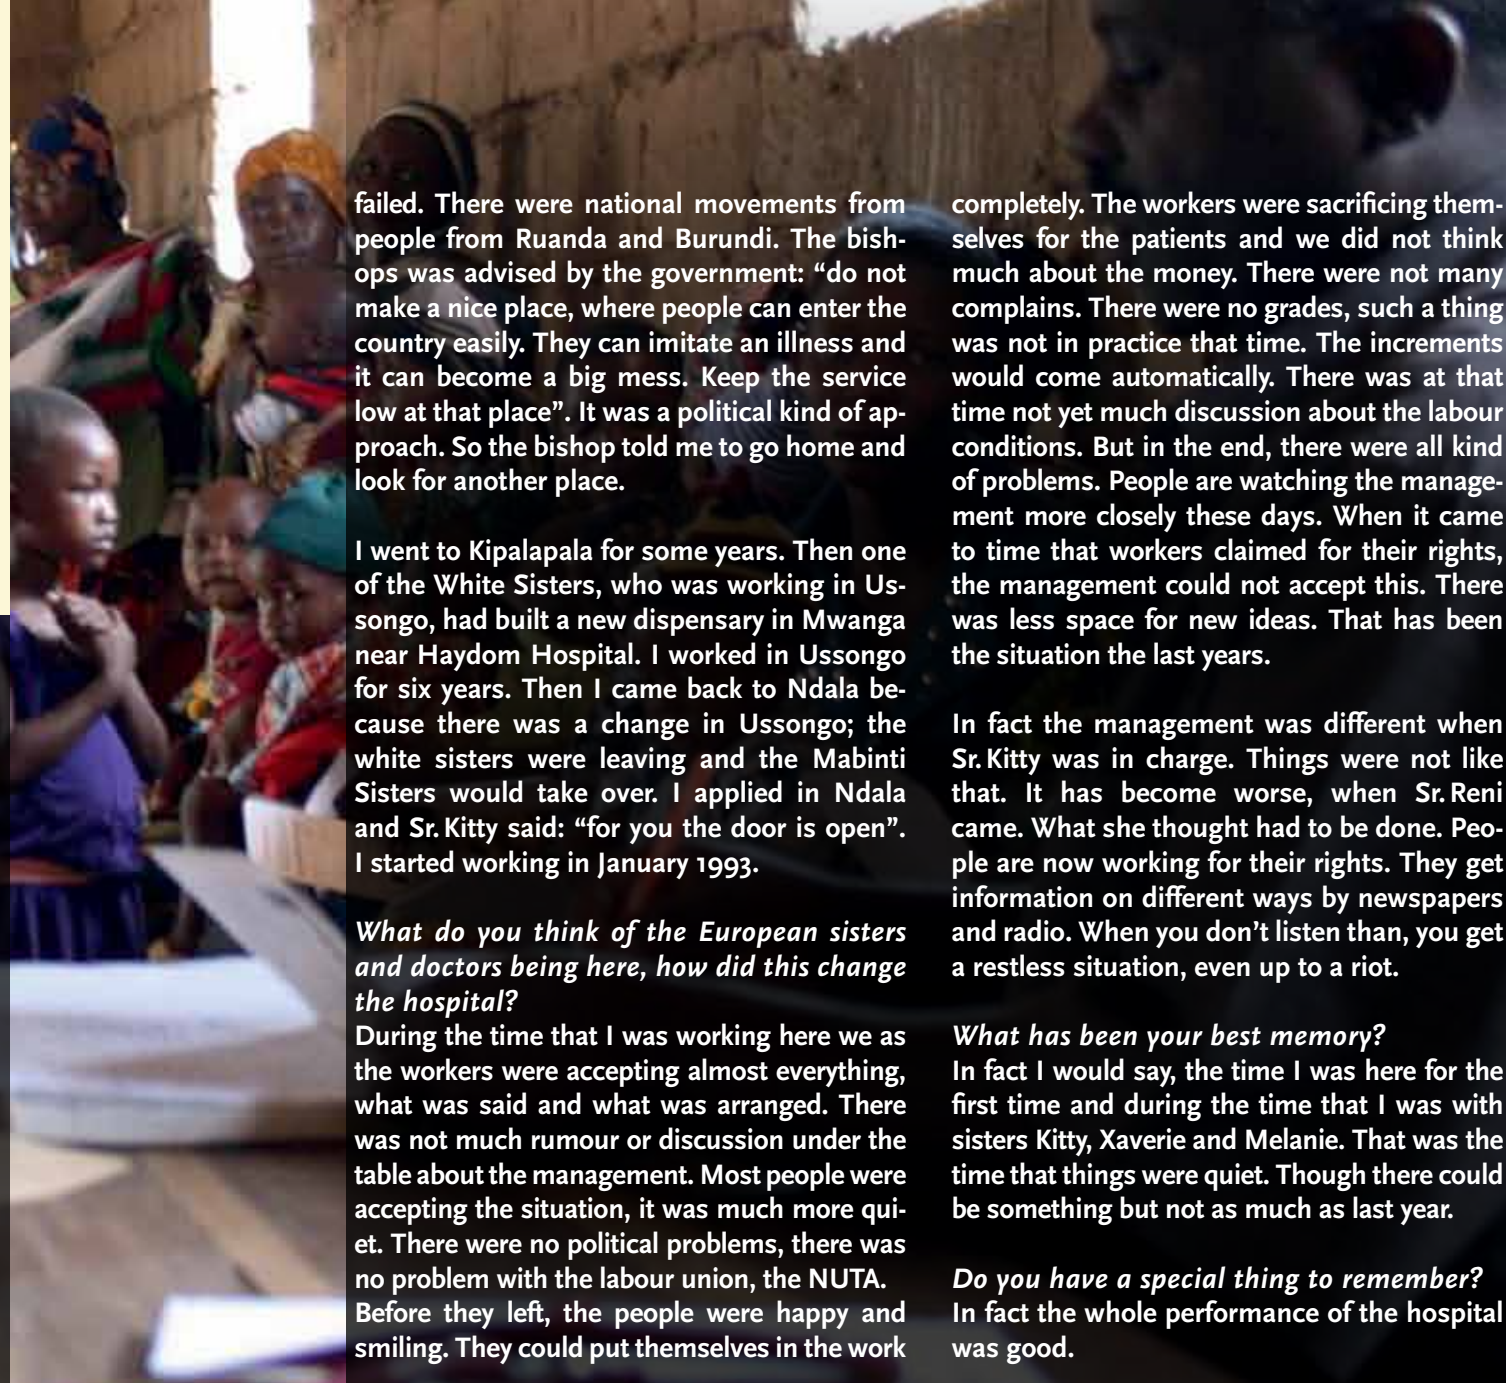 failed. There were national movements from
people from Ruanda and Burundi. The bish-
ops was advised by the government: “do not
make a nice place, where people can enter the
country easily. They can imitate an illness and
it can become a big mess. Keep the service
low at that place”. It was a political kind of ap-
proach. So the bishop told me to go home and
look for another place.
I went to Kipalapala for some years. Then one
of the White Sisters, who was working in Us-
songo, had built a new dispensary in Mwanga
near Haydom Hospital. I worked in Ussongo
for six years. Then I came back to Ndala be-
cause there was a change in Ussongo; the
white sisters were leaving and the Mabinti
Sisters would take over. I applied in Ndala
and Sr. Kitty said: “for you the door is open”.
I started working in January 1993.
What do you think of the European sisters
and doctors being here, how did this change
the hospital?
During the time that I was working here we as
the workers were accepting almost everything,
what was said and what was arranged. There
was not much rumour or discussion under the
table about the management. Most people were
accepting the situation, it was much more qui-
et. There were no political problems, there was
no problem with the labour union, the NUTA.
Before they left, the people were happy and
smiling. They could put themselves in the work
completely. The workers were sacrificing them-
selves for the patients and we did not think
much about the money. There were not many
complains. There were no grades, such a thing
was not in practice that time. The increments
would come automatically. There was at that
time not yet much discussion about the labour
conditions. But in the end, there were all kind
of problems. People are watching the manage-
ment more closely these days. When it came
to time that workers claimed for their rights,
the management could not accept this. There
was less space for new ideas. That has been
the situation the last years.
In fact the management was different when
Sr. Kitty was in charge. Things were not like
that. It has become worse, when Sr. Reni
came. What she thought had to be done. Peo-
ple are now working for their rights. They get
information on different ways by newspapers
and radio. When you don’t listen than, you get
a restless situation, even up to a riot.
What has been your best memory?
In fact I would say, the time I was here for the
first time and during the time that I was with
sisters Kitty, Xaverie and Melanie. That was the
time that things were quiet. Though there could
be something but not as much as last year.
Do you have a special thing to remember?
In fact the whole performance of the hospital
was good.